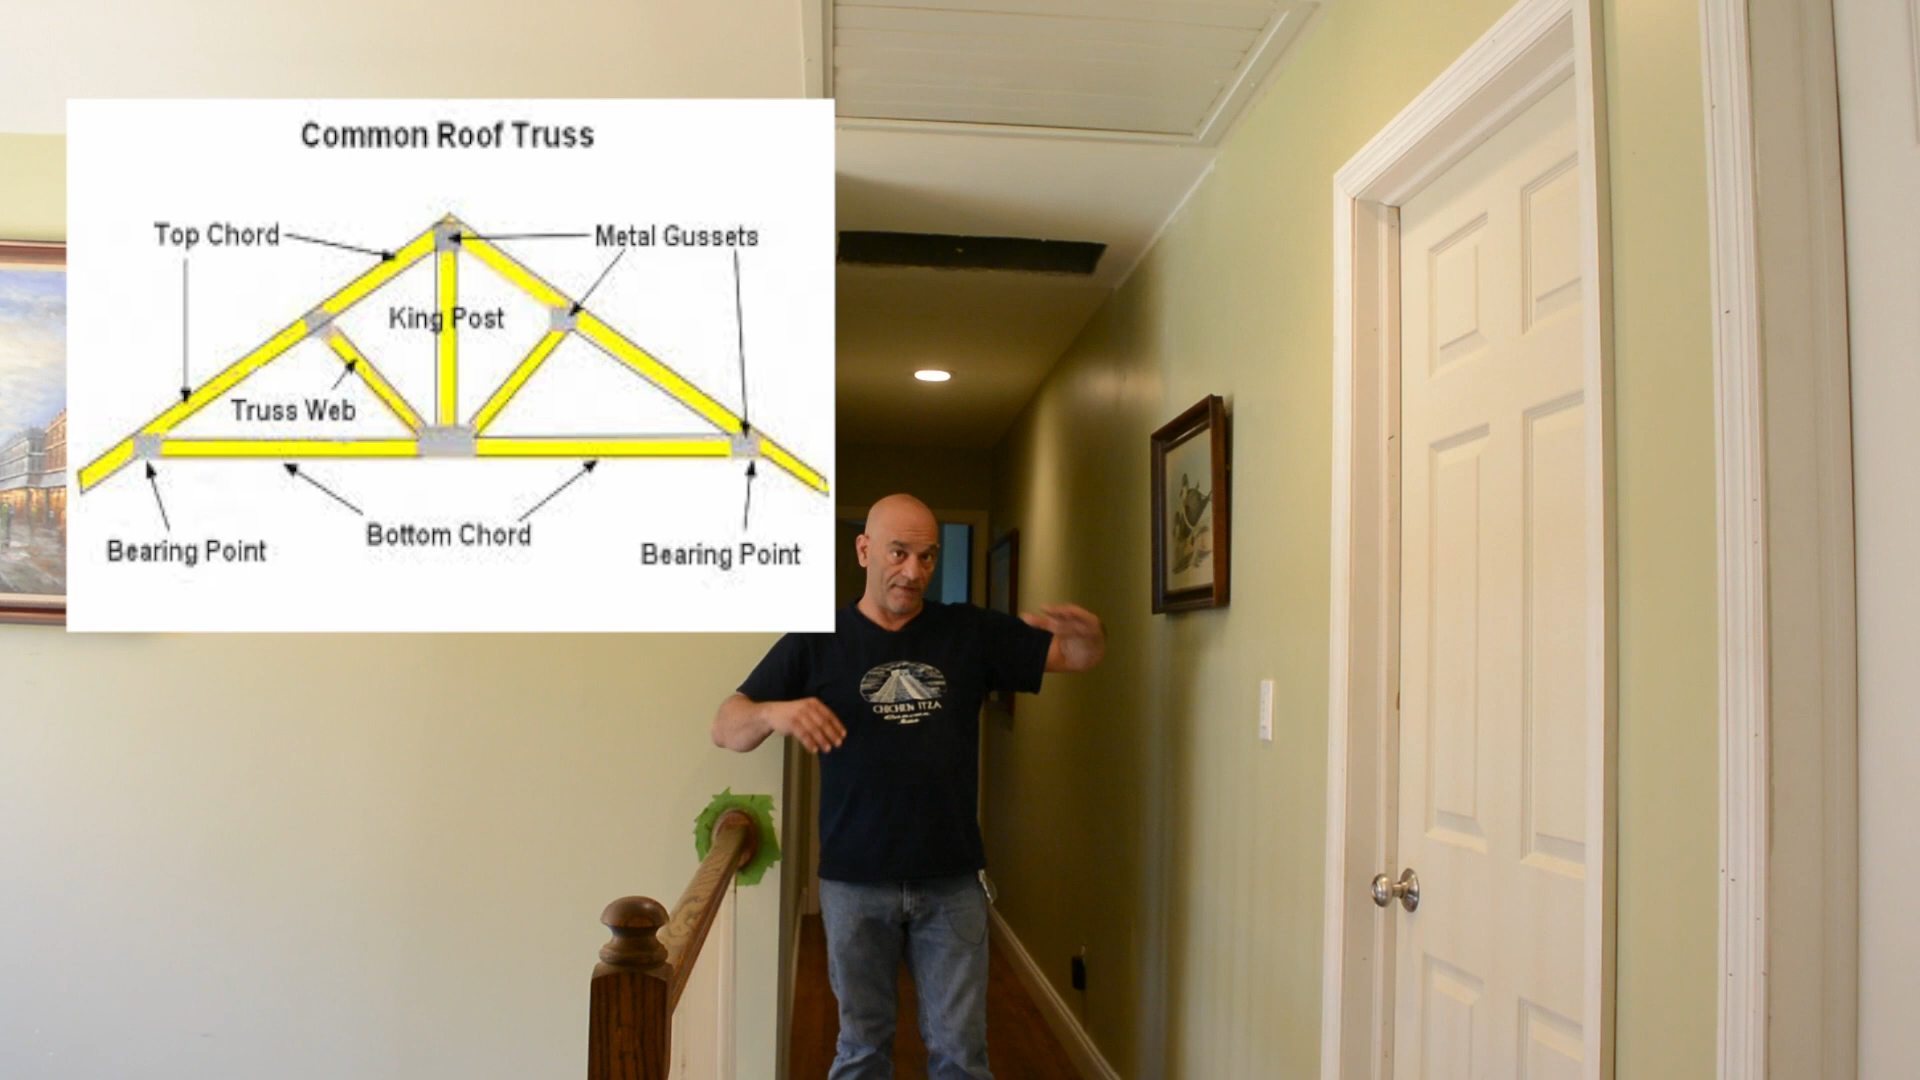 Common Roof Truss
Top Chord
Metal Gussets
King Post
Truss Web
Bottom Chord
Bearing Point
Bearing Point
CHICHEN ITZA